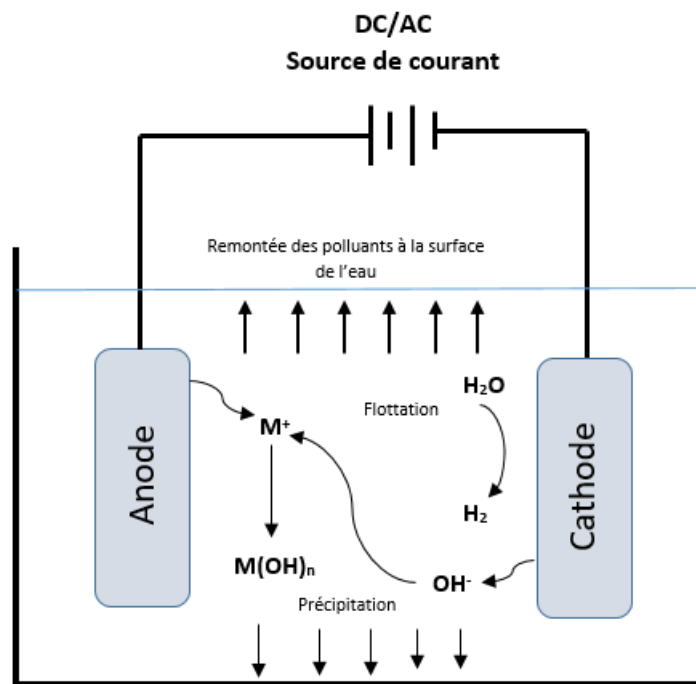 DC/AC
Source de courant
Remontée des polluants à la surface
de l’eau
H₂O
Flottation
M⁺
Anode
Cathode
H₂
M(OH)ₙ
OH⁻
Précipitation